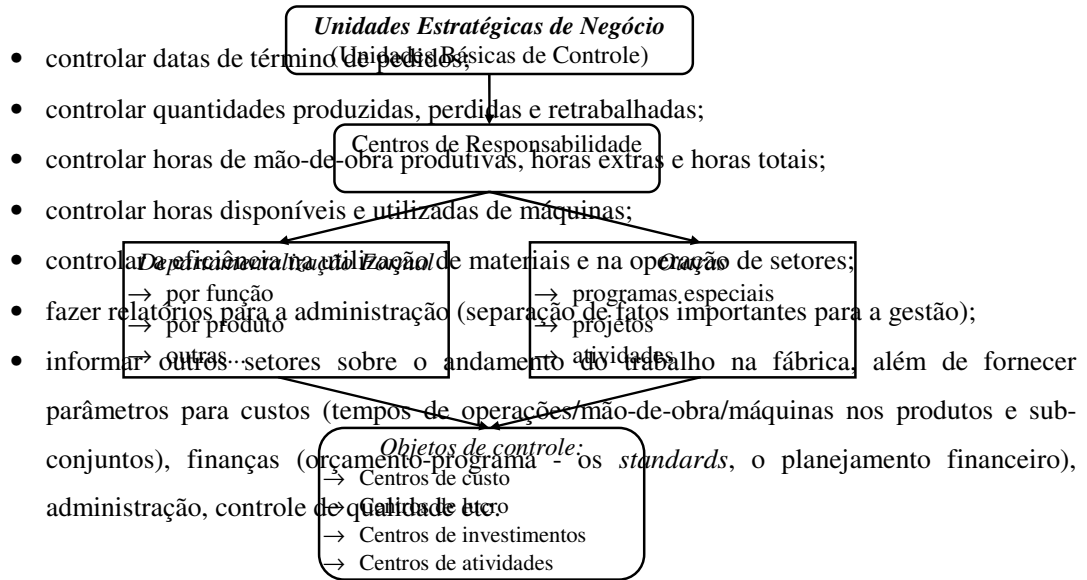 Unidades Estratégicas de Negócio
(Unidades Básicas de Controle)
• controlar datas de término de pedidos;
• controlar quantidades produzidas, perdidas e retrabalhadas;
Centros de Responsabilidade
• controlar horas de mão-de-obra produtivas, horas extras e horas totais;
• controlar horas disponíveis e utilizadas de máquinas;
• controlar a eficiência na utilização de materiais e na operação de setores;
Departamentalização Formal
→ por função
→ por produto
→ outras...
Outras
→ programas especiais
→ projetos
→ atividades
• fazer relatórios para a administração (separação de fatos importantes para a gestão);
• informar outros setores sobre o andamento do trabalho na fábrica, além de fornecer
parâmetros para custos (tempos de operações/mão-de-obra/máquinas nos produtos e sub-
conjuntos), finanças (orçamento-programa - os standards, o planejamento financeiro),
administração, controle de qualidade etc.
Objetos de controle:
→ Centros de custo
→ Centros de lucro
→ Centros de investimentos
→ Centros de atividades